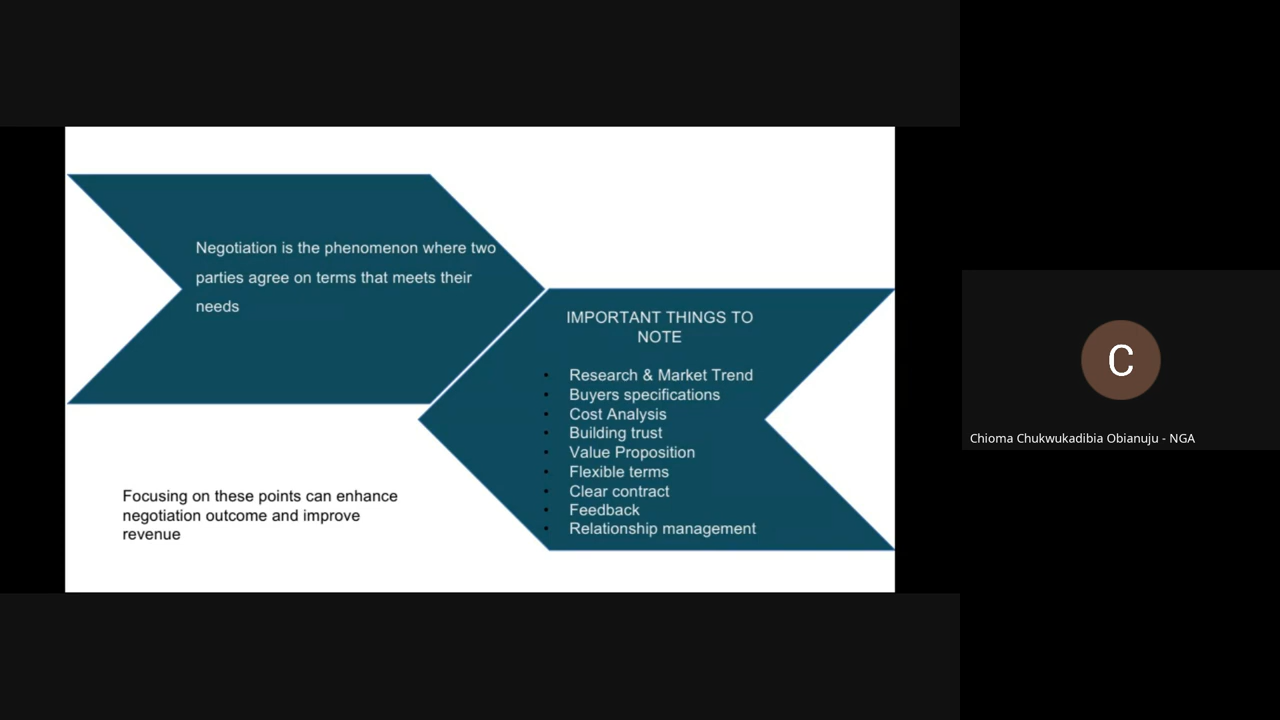 Negotiation is the phenomenon where two
parties agree on terms that meets their
needs
IMPORTANT THINGS TO
NOTE
• Research & Market Trend
• Buyers specifications
• Cost Analysis
• Building trust
• Value Proposition
• Flexible terms
• Clear contract
• Feedback
• Relationship management
Focusing on these points can enhance
negotiation outcome and improve
revenue
C
Chioma Chukwukadibia Obianuju - NGA